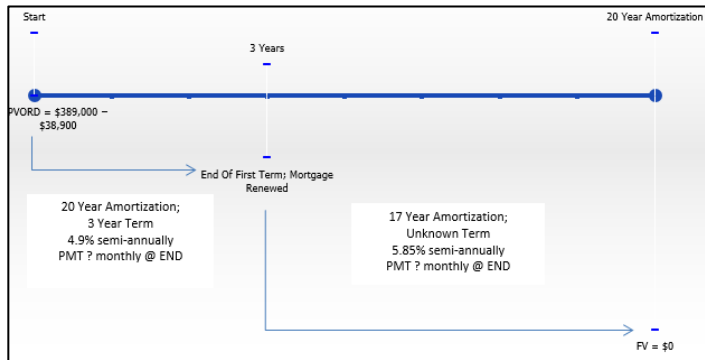 Start
20 Year Amortization
3 Years
PVORD = $389,000 –
$38,900
End Of First Term; Mortgage
Renewed
20 Year Amortization;
3 Year Term
4.9% semi-annually
PMT ? monthly @ END
17 Year Amortization;
Unknown Term
5.85% semi-annually
PMT ? monthly @ END
FV = $0